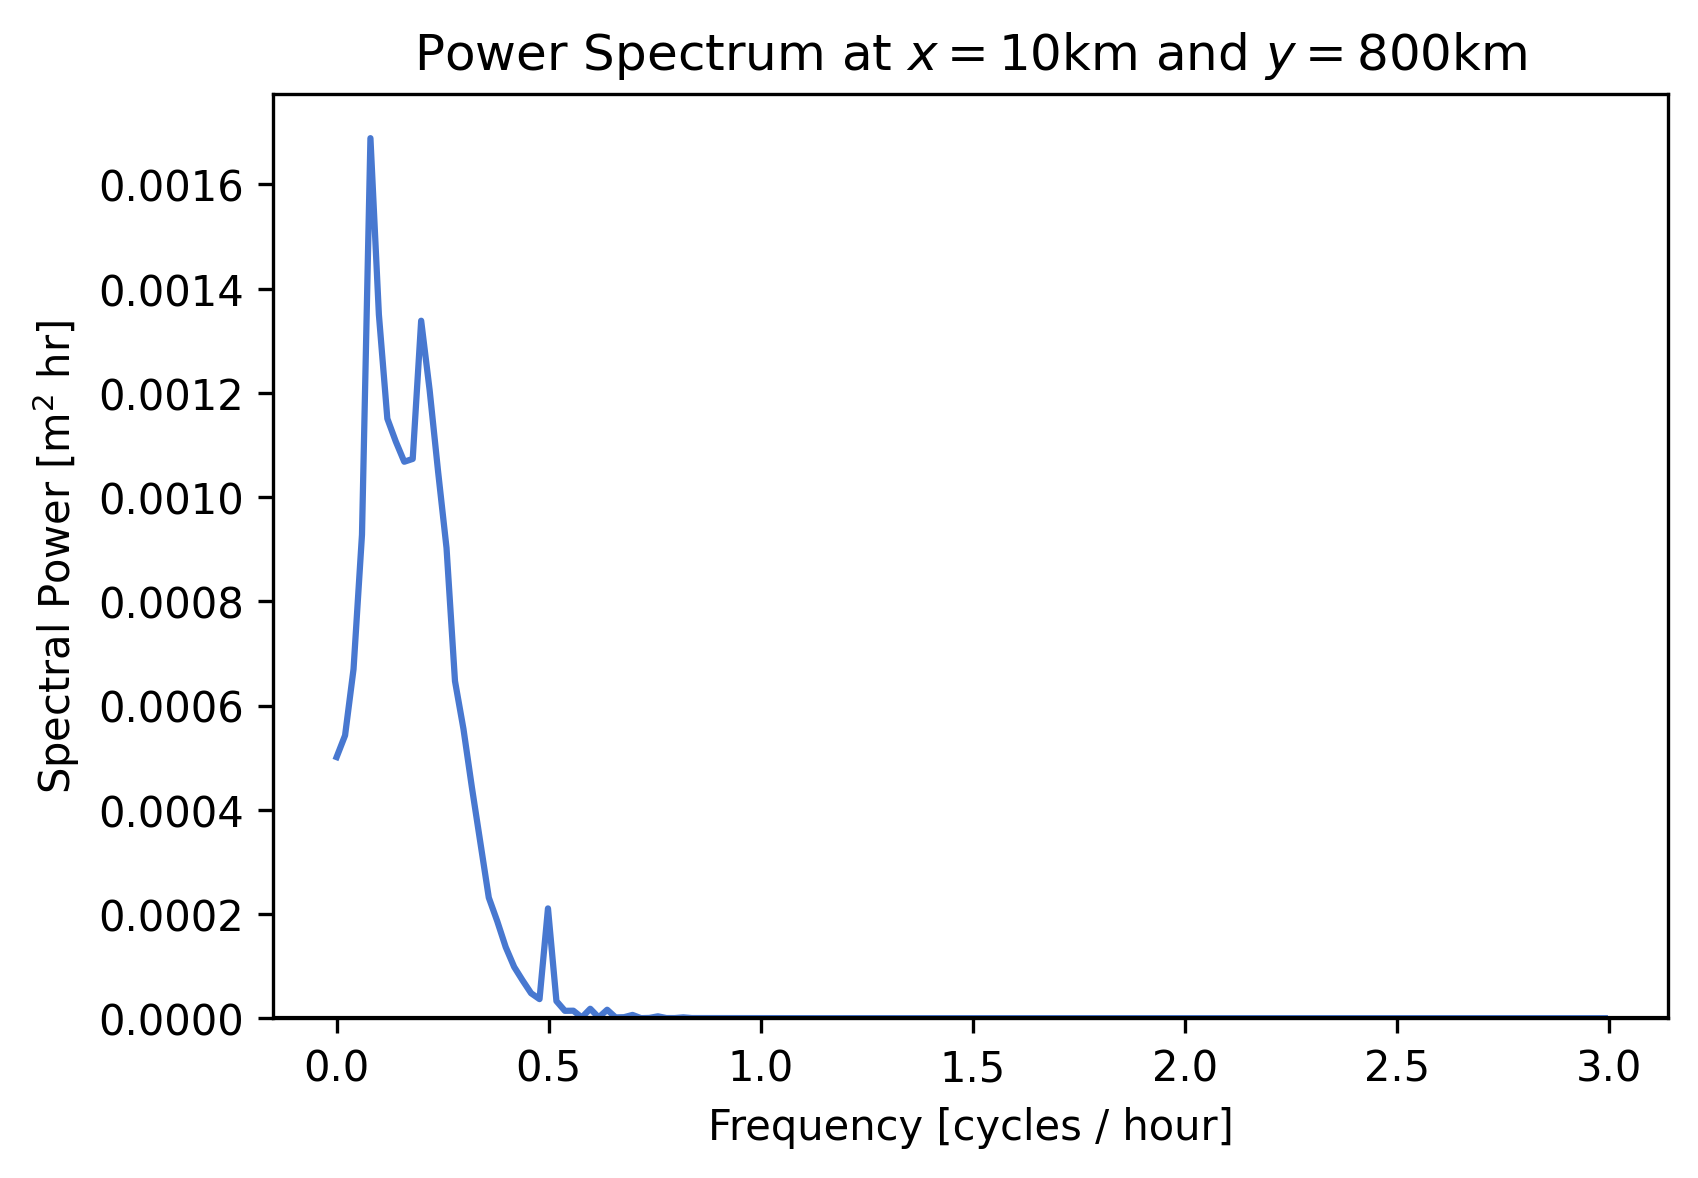 Power Spectrum at x = 10km and y = 800km
Spectral Power [m² hr]
0.0016
0.0014
0.0012
0.0010
0.0008
0.0006
0.0004
0.0002
0.0000
0.0 0.5 1.0 1.5 2.0 2.5 3.0
Frequency [cycles / hour]